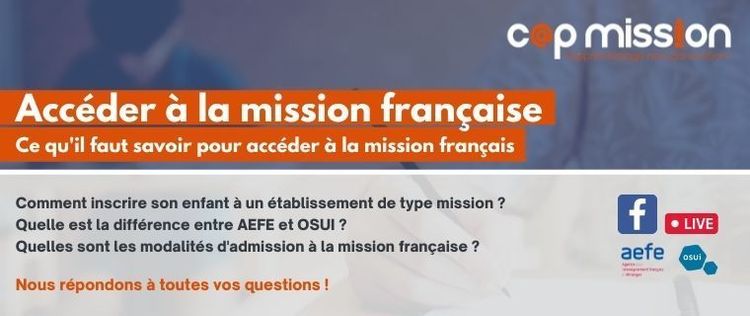 cap mission
Accéder à la mission française
Ce qu'il faut savoir pour accéder à la mission français
Comment inscrire son enfant à un établissement de type mission ?
Quelle est la différence entre AEFE et OSUI ?
Quelles sont les modalités d'admission à la mission française ?
LIVE
aefe
Agence pour
l'enseignement français
à l'étranger
osui
Nous répondons à toutes vos questions !